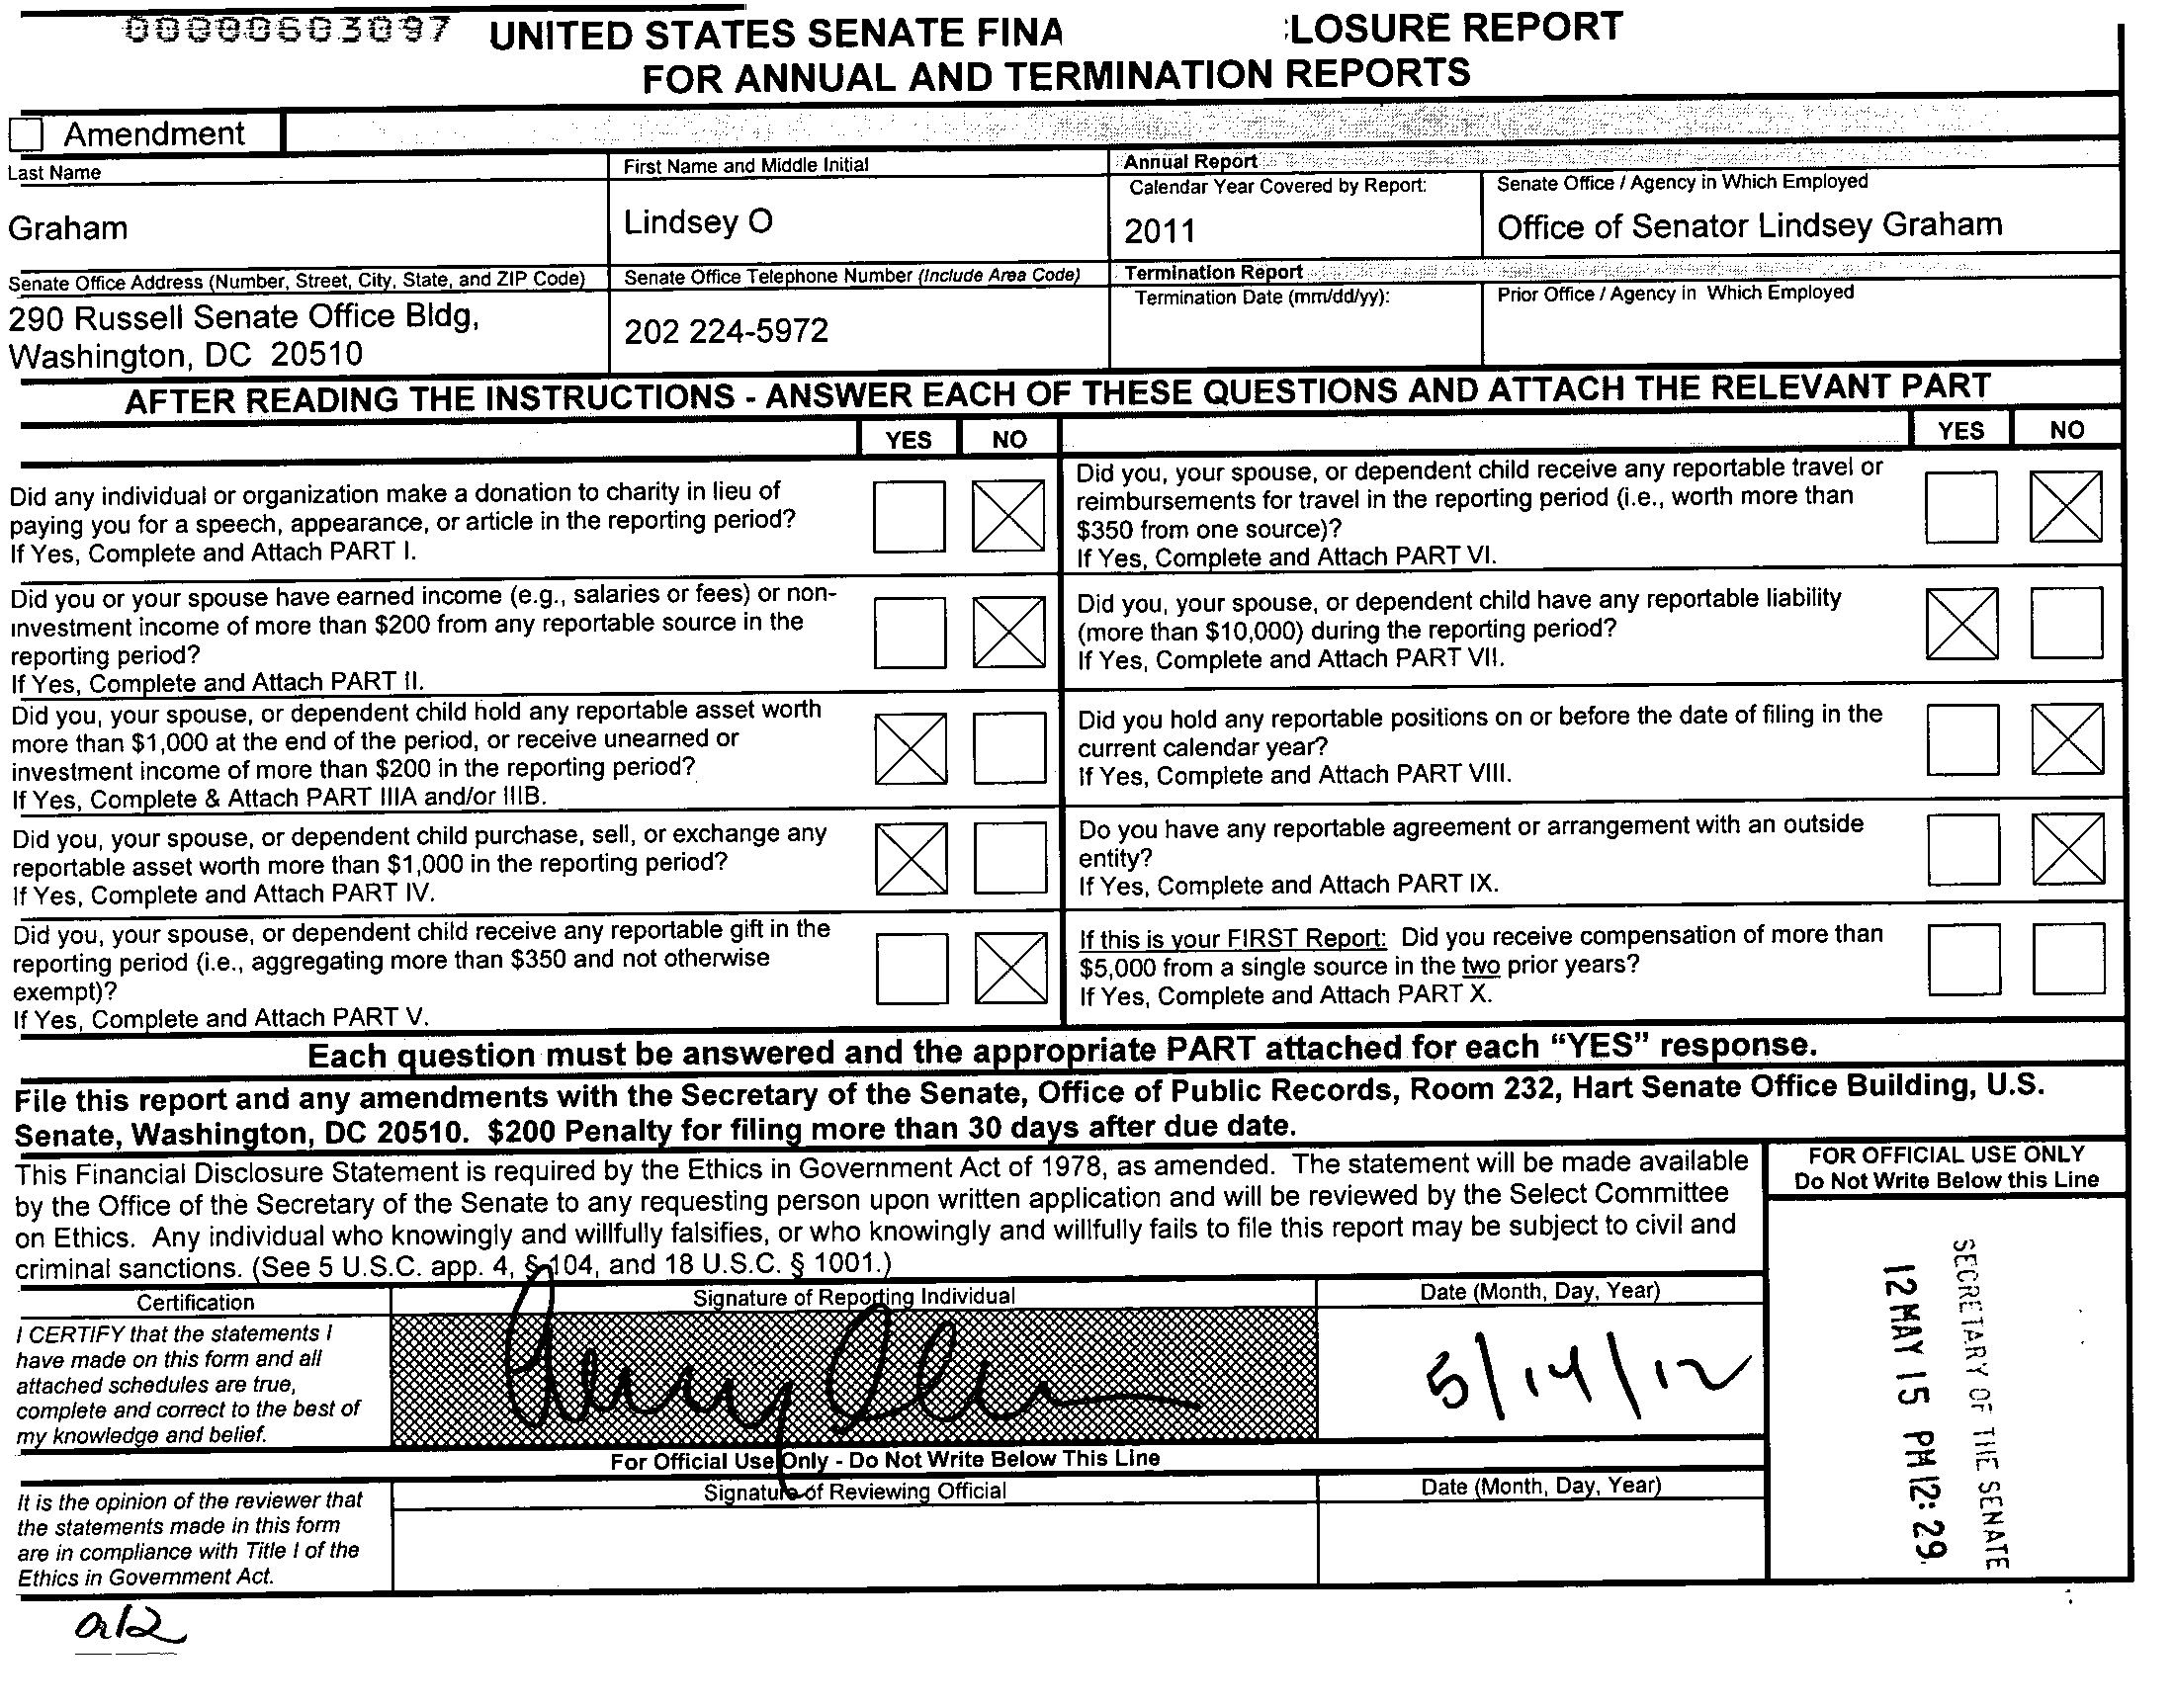 00000603097
UNITED STATES SENATE FINA LOSURE REPORT
FOR ANNUAL AND TERMINATION REPORTS
Amendment
Last Name
Graham
First Name and Middle Initial
Lindsey O
Annual Report
Calendar Year Covered by Report:
2011
Senate Office / Agency in Which Employed
Office of Senator Lindsey Graham
Senate Office Address (Number, Street, City, State, and ZIP Code)
290 Russell Senate Office Bldg,
Washington, DC 20510
Senate Office Telephone Number (Include Area Code)
202 224-5972
Termination Report
Termination Date (mm/dd/yy):
Prior Office / Agency in Which Employed
AFTER READING THE INSTRUCTIONS - ANSWER EACH OF THESE QUESTIONS AND ATTACH THE RELEVANT PART
YES NO
Did any individual or organization make a donation to charity in lieu of
paying you for a speech, appearance, or article in the reporting period?
If Yes, Complete and Attach PART I.
Did you or your spouse have earned income (e.g., salaries or fees) or non-
investment income of more than $200 from any reportable source in the
reporting period?
If Yes, Complete and Attach PART II.
Did you, your spouse, or dependent child hold any reportable asset worth
more than $1,000 at the end of the period, or receive unearned or
investment income of more than $200 in the reporting period?
If Yes, Complete & Attach PART IIIA and/or IIIB.
Did you, your spouse, or dependent child purchase, sell, or exchange any
reportable asset worth more than $1,000 in the reporting period?
If Yes, Complete and Attach PART IV.
Did you, your spouse, or dependent child receive any reportable gift in the
reporting period (i.e., aggregating more than $350 and not otherwise
exempt)?
If Yes, Complete and Attach PART V.
YES NO
Did you, your spouse, or dependent child receive any reportable travel or
reimbursements for travel in the reporting period (i.e., worth more than
$350 from one source)?
If Yes, Complete and Attach PART VI.
Did you, your spouse, or dependent child have any reportable liability
(more than $10,000) during the reporting period?
If Yes, Complete and Attach PART VII.
Did you hold any reportable positions on or before the date of filing in the
current calendar year?
If Yes, Complete and Attach PART VIII.
Do you have any reportable agreement or arrangement with an outside
entity?
If Yes, Complete and Attach PART IX.
If this is your FIRST Report: Did you receive compensation of more than
$5,000 from a single source in the two prior years?
If Yes, Complete and Attach PART X.
Each question must be answered and the appropriate PART attached for each “YES” response.
File this report and any amendments with the Secretary of the Senate, Office of Public Records, Room 232, Hart Senate Office Building, U.S.
Senate, Washington, DC 20510. $200 Penalty for filing more than 30 days after due date.
This Financial Disclosure Statement is required by the Ethics in Government Act of 1978, as amended. The statement will be made available
by the Office of the Secretary of the Senate to any requesting person upon written application and will be reviewed by the Select Committee
on Ethics. Any individual who knowingly and willfully falsifies, or who knowingly and willfully fails to file this report may be subject to civil and
criminal sanctions. (See 5 U.S.C. app. 4, § 104, and 18 U.S.C. § 1001.)
FOR OFFICIAL USE ONLY
Do Not Write Below this Line
SECRETARY OF THE SENATE
12 MAY 15 PM 12: 29
Certification
I CERTIFY that the statements I
have made on this form and all
attached schedules are true,
complete and correct to the best of
my knowledge and belief.
Signature of Reporting Individual
Date (Month, Day, Year)
5/14/12
For Official Use Only - Do Not Write Below This Line
It is the opinion of the reviewer that
the statements made in this form
are in compliance with Title I of the
Ethics in Government Act.
Signature of Reviewing Official
Date (Month, Day, Year)